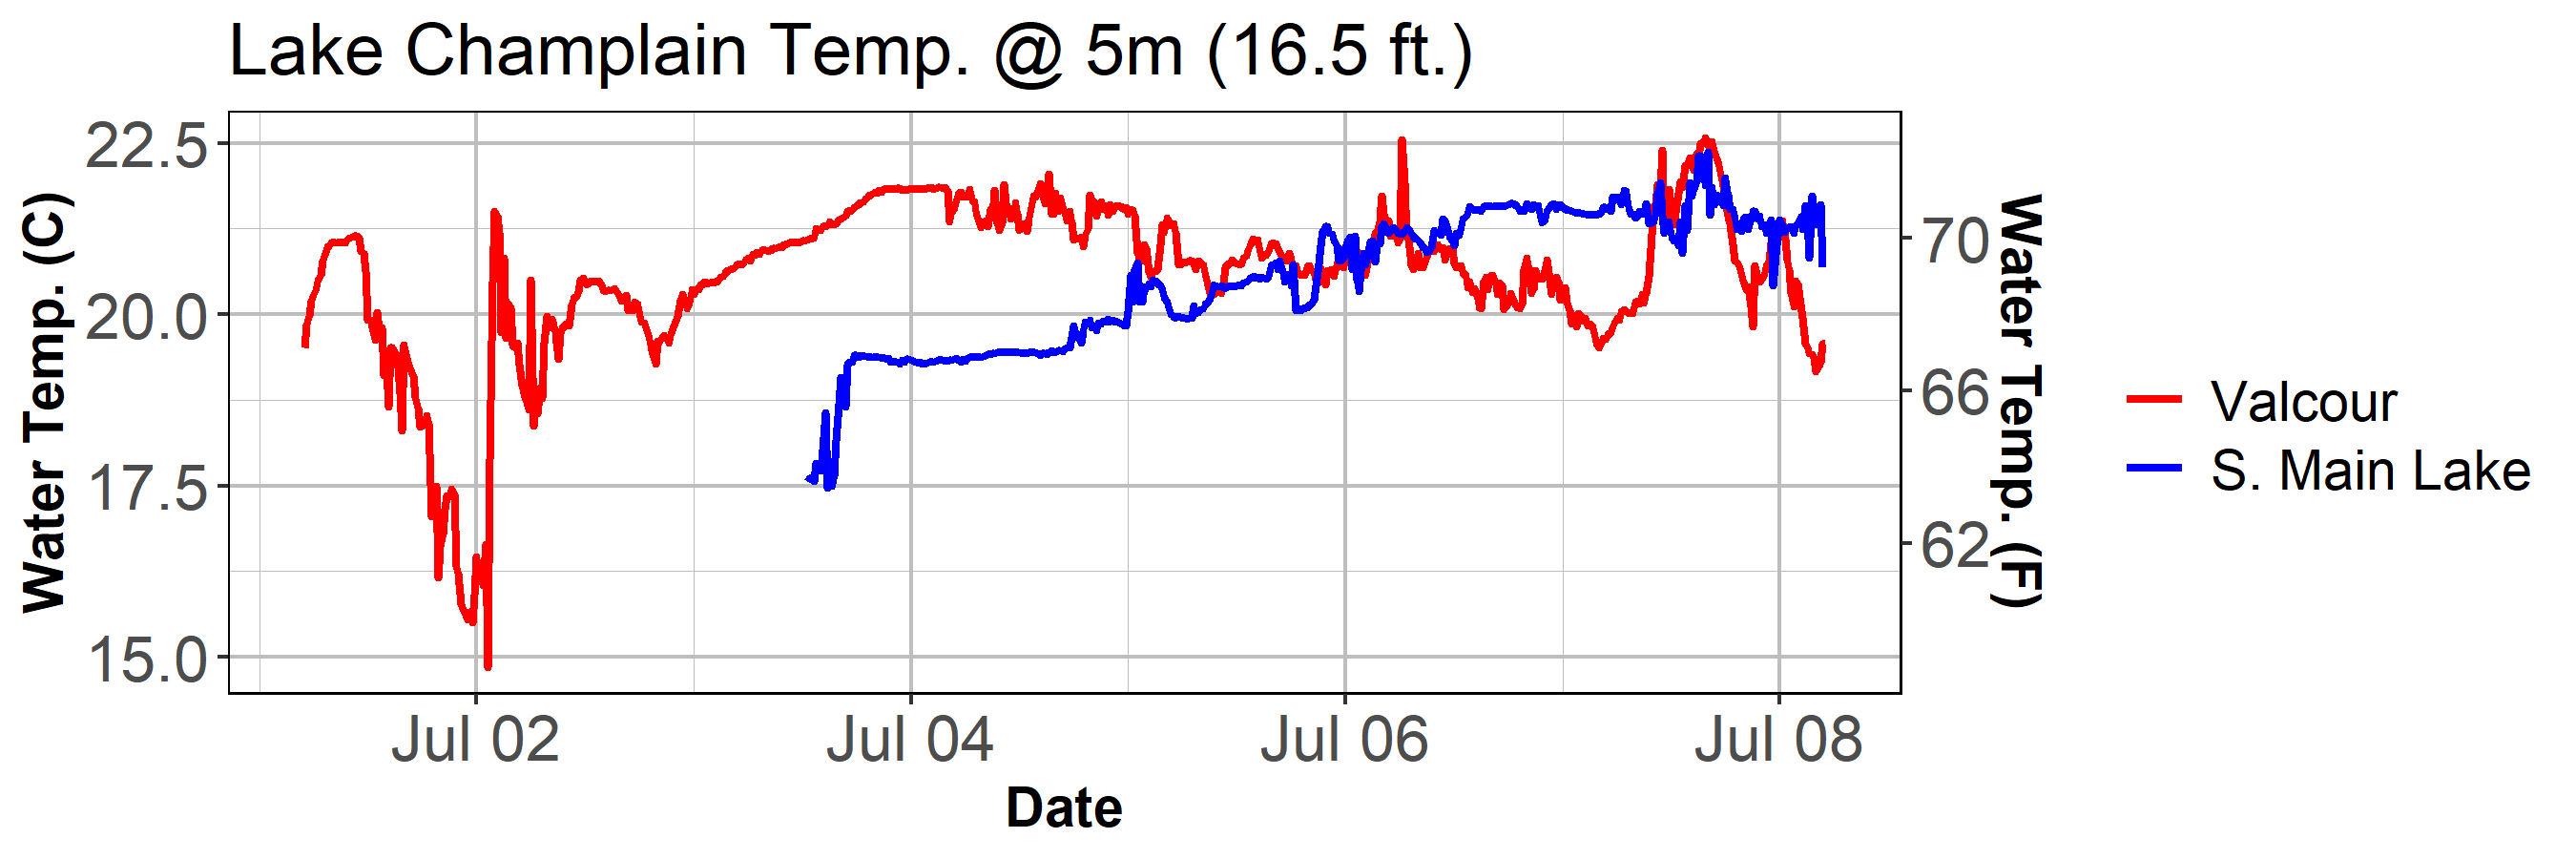 Lake Champlain Temp. @ 5m (16.5 ft.)
Water Temp. (C)
22.5
20.0
17.5
15.0
70
66
62
Water Temp. (F)
Jul 02
Jul 04
Jul 06
Jul 08
Date
Valcour
S. Main Lake